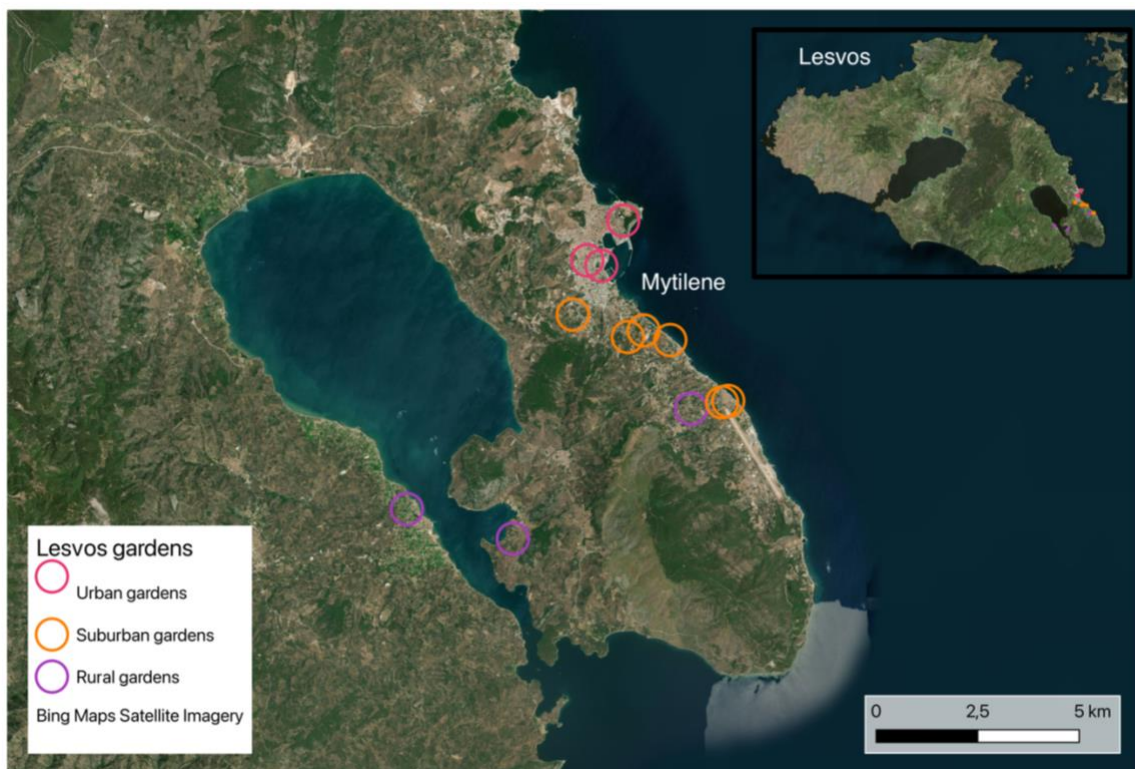 Lesvos
Mytilene
Lesvos gardens
Urban gardens
Suburban gardens
Rural gardens
Bing Maps Satellite Imagery
0 2,5 5 km